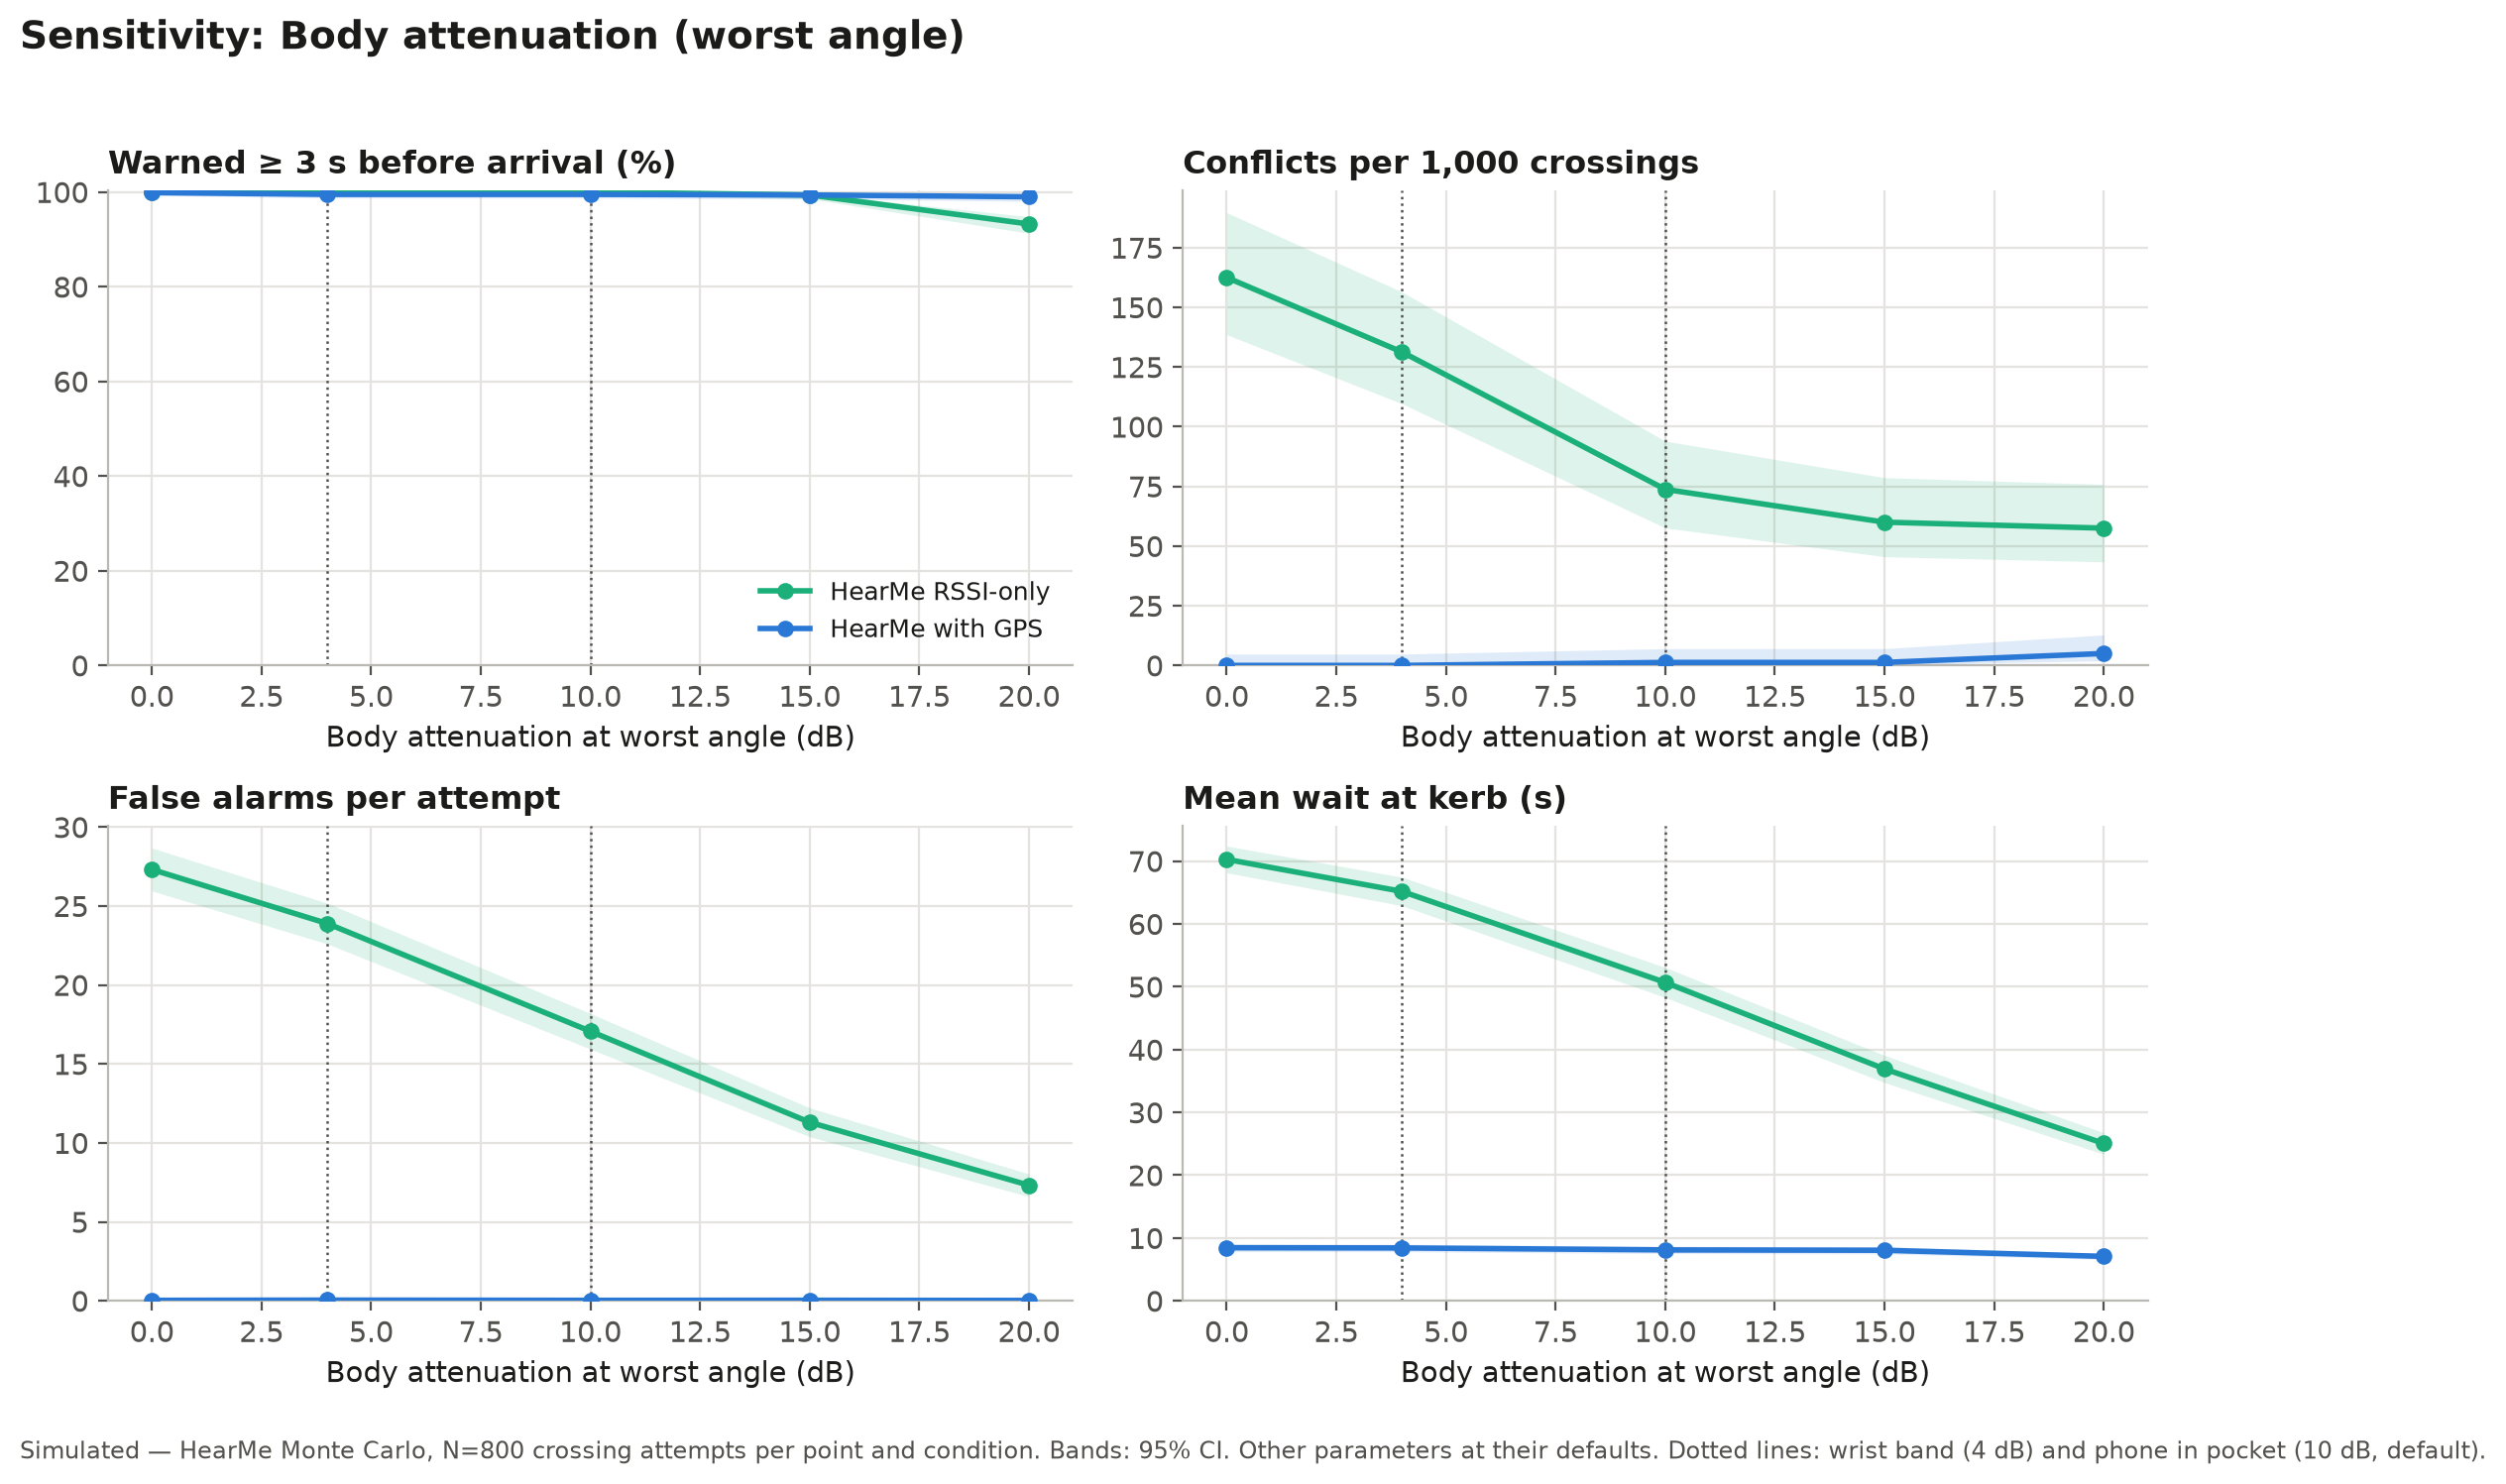 Sensitivity: Body attenuation (worst angle)
Warned ≥ 3 s before arrival (%)
100
80
60
40
20
0
0.0 2.5 5.0 7.5 10.0 12.5 15.0 17.5 20.0
Body attenuation at worst angle (dB)
HearMe RSSI-only
HearMe with GPS
Conflicts per 1,000 crossings
175
150
125
100
75
50
25
0
0.0 2.5 5.0 7.5 10.0 12.5 15.0 17.5 20.0
Body attenuation at worst angle (dB)
False alarms per attempt
30
25
20
15
10
5
0
0.0 2.5 5.0 7.5 10.0 12.5 15.0 17.5 20.0
Body attenuation at worst angle (dB)
Mean wait at kerb (s)
70
60
50
40
30
20
10
0
0.0 2.5 5.0 7.5 10.0 12.5 15.0 17.5 20.0
Body attenuation at worst angle (dB)
Simulated — HearMe Monte Carlo, N=800 crossing attempts per point and condition. Bands: 95% CI. Other parameters at their defaults. Dotted lines: wrist band (4 dB) and phone in pocket (10 dB, default).